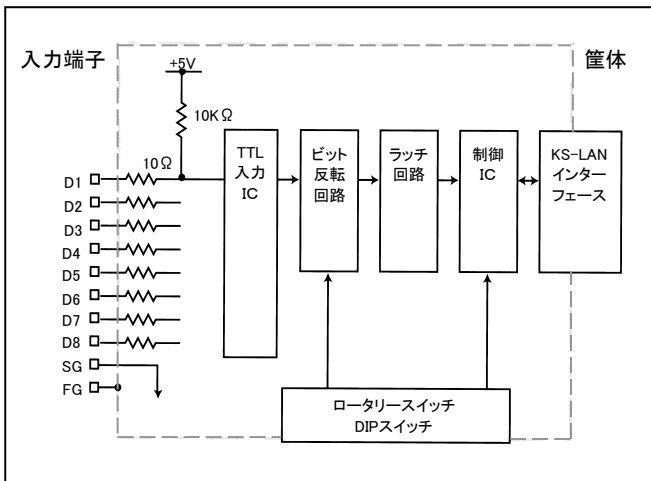 入力端子
筐体
+5V
10KΩ
10Ω
TTL
入力
IC
ビット
反転
回路
ラッチ
回路
制御
IC
KS-LAN
インター
フェース
D1
D2
D3
D4
D5
D6
D7
D8
SG
FG
ロータリースイッチ
DIPスイッチ